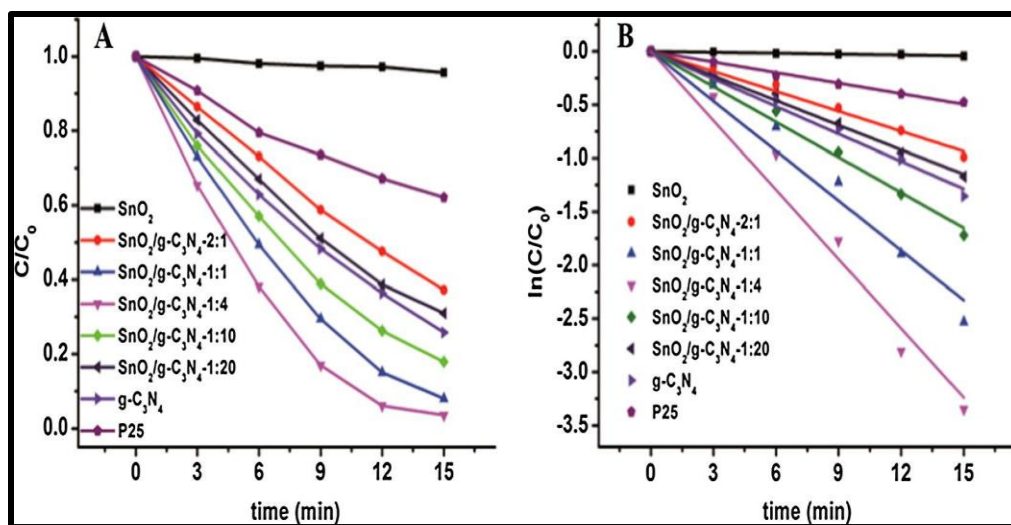 A
C/C₀
1.0
0.8
0.6
0.4
0.2
0.0
SnO₂
SnO₂/g-C₃N₄-2:1
SnO₂/g-C₃N₄-1:1
SnO₂/g-C₃N₄-1:4
SnO₂/g-C₃N₄-1:10
SnO₂/g-C₃N₄-1:20
g-C₃N₄
P25
0 3 6 9 12 15
time (min)
B
ln(C/C₀)
0.0
-0.5
-1.0
-1.5
-2.0
-2.5
-3.0
-3.5
SnO₂
SnO₂/g-C₃N₄-2:1
SnO₂/g-C₃N₄-1:1
SnO₂/g-C₃N₄-1:4
SnO₂/g-C₃N₄-1:10
SnO₂/g-C₃N₄-1:20
g-C₃N₄
P25
0 3 6 9 12 15
time (min)